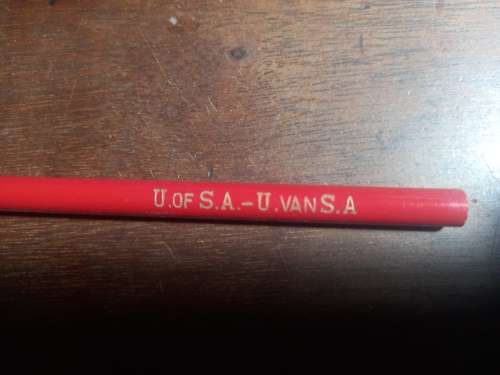 U. OF S.A. - U. VAN S.A